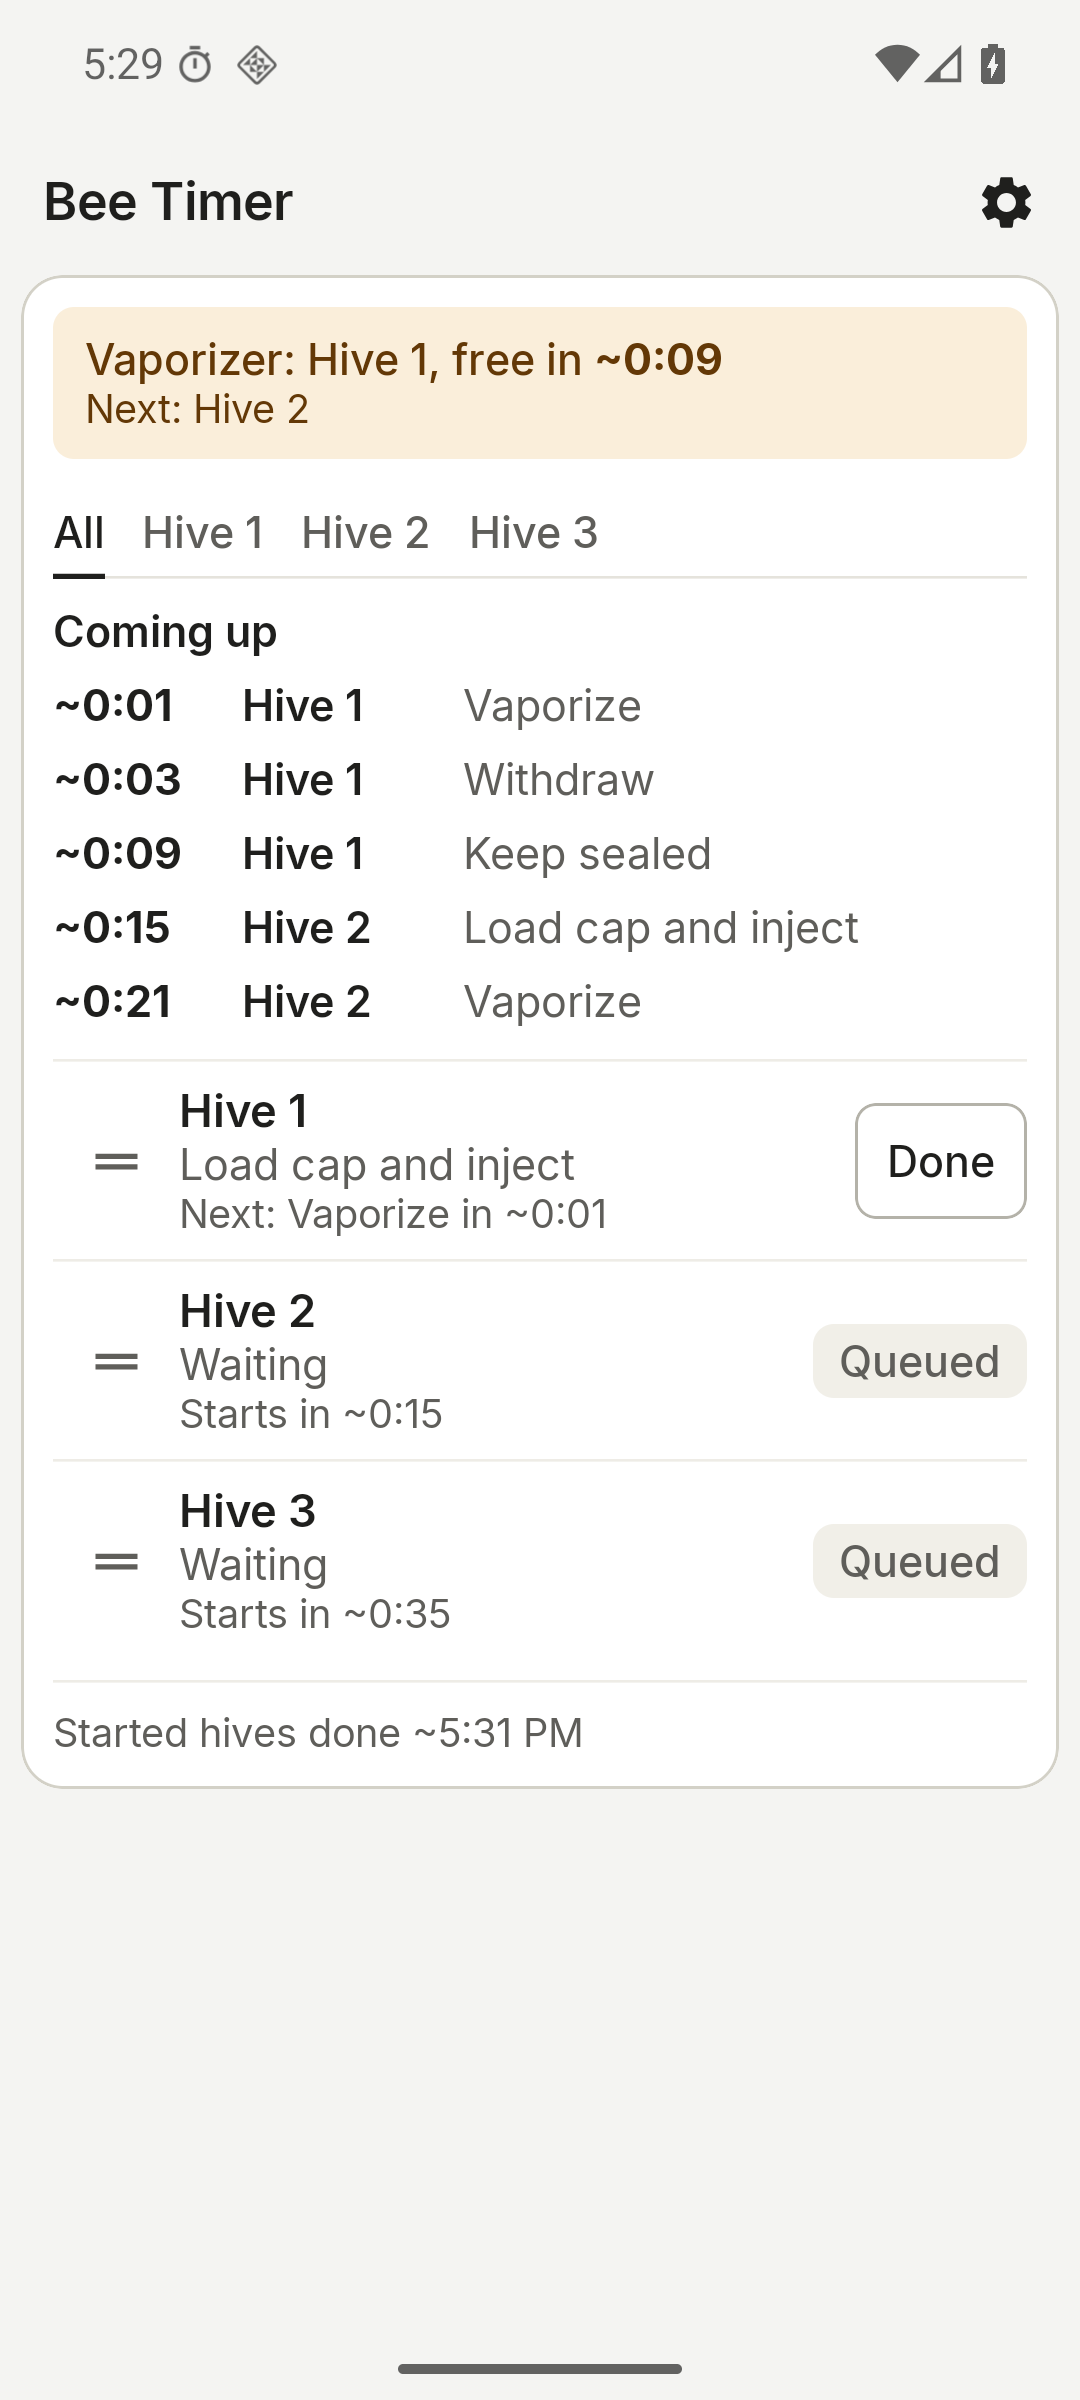 5:29
Bee Timer
Vaporizer: Hive 1, free in ~0:09
Next: Hive 2
All Hive 1 Hive 2 Hive 3
Coming up
~0:01 Hive 1 Vaporize
~0:03 Hive 1 Withdraw
~0:09 Hive 1 Keep sealed
~0:15 Hive 2 Load cap and inject
~0:21 Hive 2 Vaporize
Hive 1
Load cap and inject
Next: Vaporize in ~0:01
Done
Hive 2
Waiting
Starts in ~0:15
Queued
Hive 3
Waiting
Starts in ~0:35
Queued
Started hives done ~5:31 PM